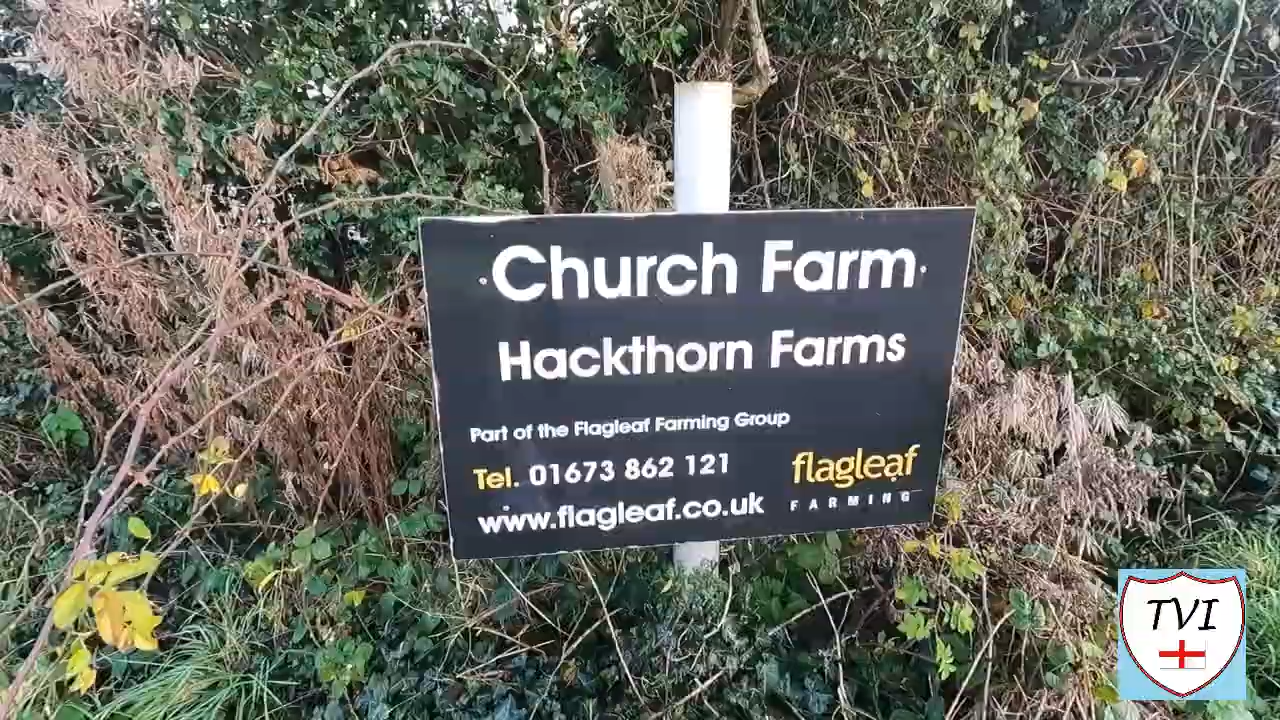 Church Farm
Hackthorn Farms
Part of the Flagleaf Farming Group
Tel. 01673 862 121
www.flagleaf.co.uk
flagleaf
FARMING
TVI